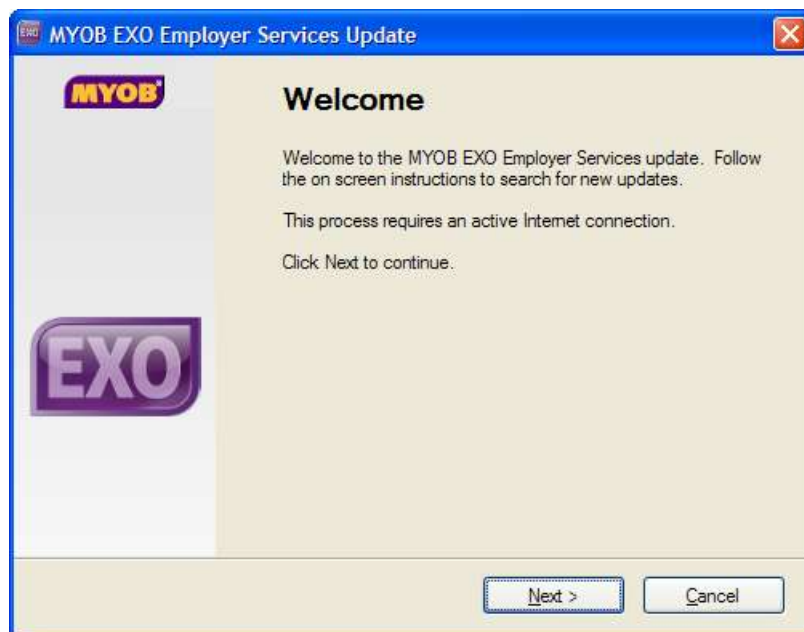 EXO MYOB EXO Employer Services Update
MYOB
Welcome
Welcome to the MYOB EXO Employer Services update.  Follow
the on screen instructions to search for new updates.
This process requires an active Internet connection.
Click Next to continue.
EXO
Next >
Cancel